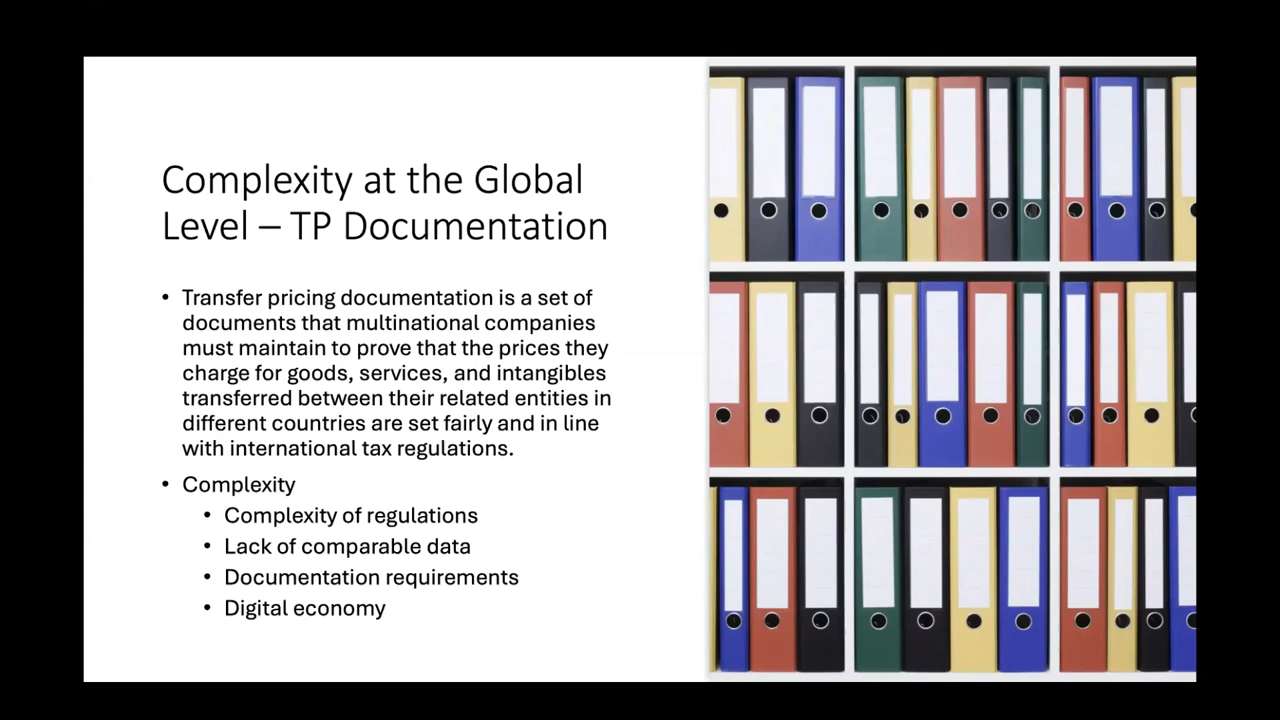 Complexity at the Global
Level – TP Documentation
• Transfer pricing documentation is a set of
documents that multinational companies
must maintain to prove that the prices they
charge for goods, services, and intangibles
transferred between their related entities in
different countries are set fairly and in line
with international tax regulations.
• Complexity
• Complexity of regulations
• Lack of comparable data
• Documentation requirements
• Digital economy